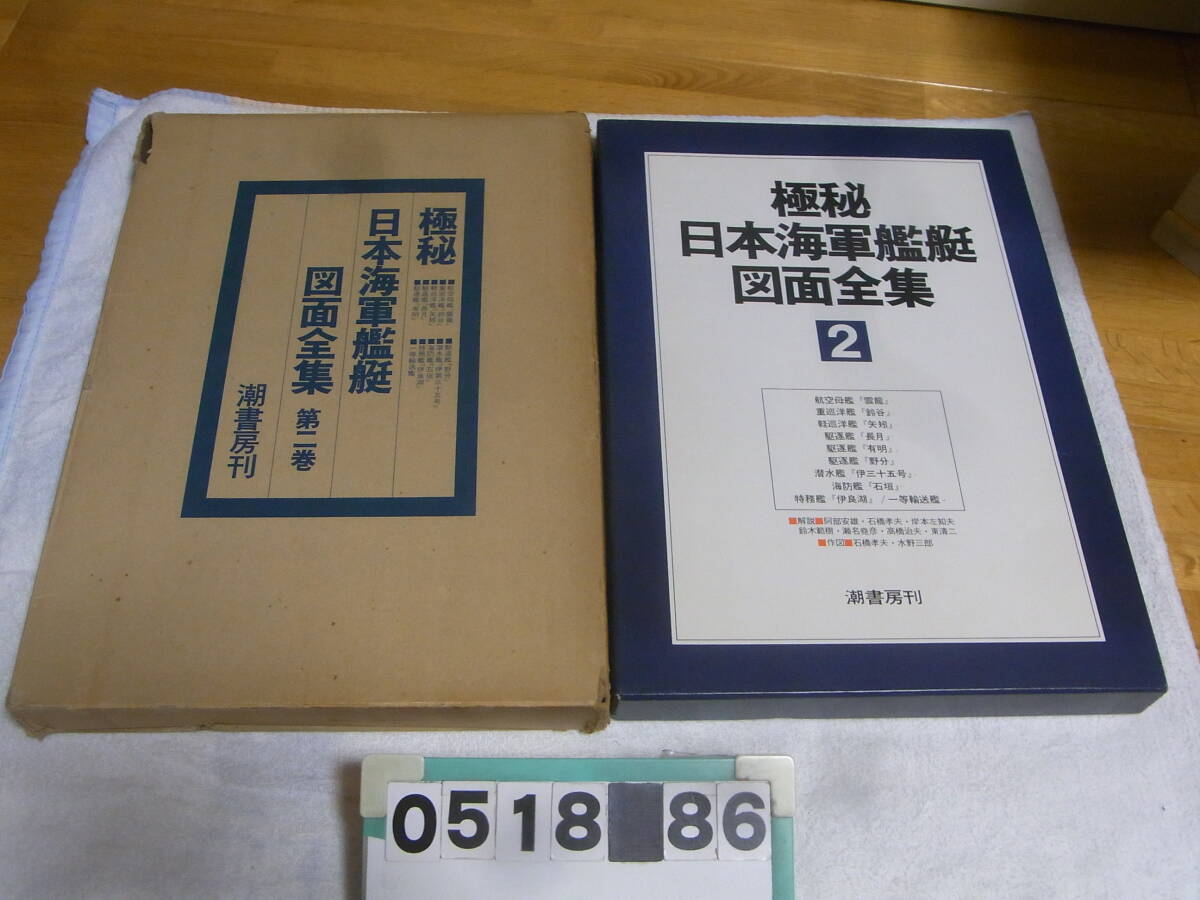 極秘
日本海軍艦艇
図面全集 第二巻
潮書房刊
極秘
日本海軍艦艇
図面全集
2
航空母艦『雲龍』
重巡洋艦『鈴谷』
軽巡洋艦『矢矧』
駆逐艦『長月』
駆逐艦『有明』
駆逐艦『野分』
潜水艦『伊三十五号』
海防艦『石垣』
特務艦『伊良湖』／一等輸送艦
■解説■阿部安雄・石橋孝夫・岸本左知夫
鈴木範樹・瀬名堯彦・高橋治夫・東清二
■作図■石橋孝夫・水野三郎
潮書房刊
0518 86